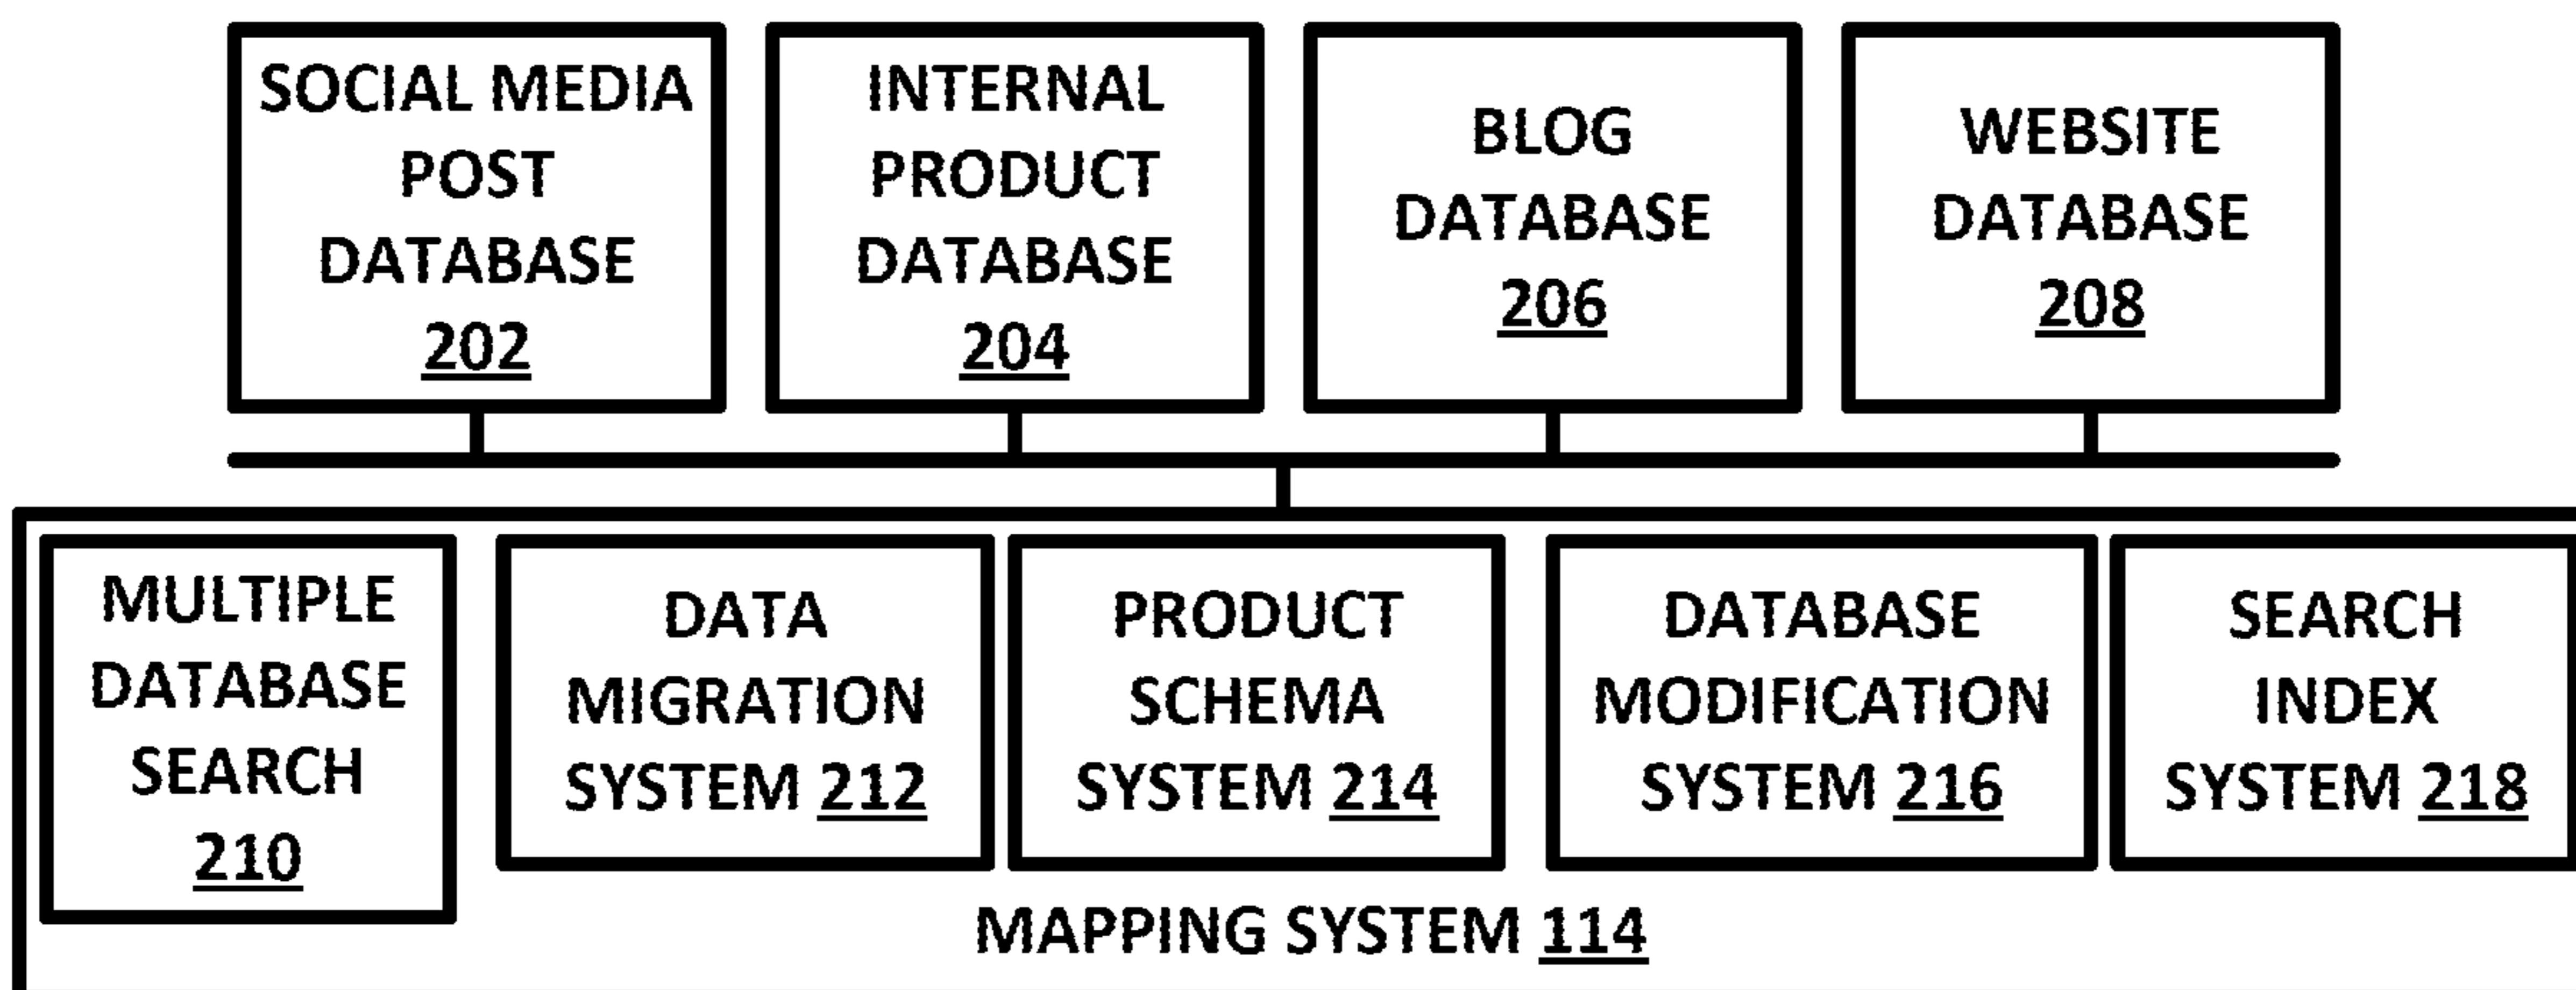 SOCIAL MEDIA
POST
DATABASE
202
INTERNAL
PRODUCT
DATABASE
204
BLOG
DATABASE
206
WEBSITE
DATABASE
208
MULTIPLE
DATABASE
SEARCH
210
DATA
MIGRATION
SYSTEM 212
PRODUCT
SCHEMA
SYSTEM 214
DATABASE
MODIFICATION
SYSTEM 216
SEARCH
INDEX
SYSTEM 218
MAPPING SYSTEM 114